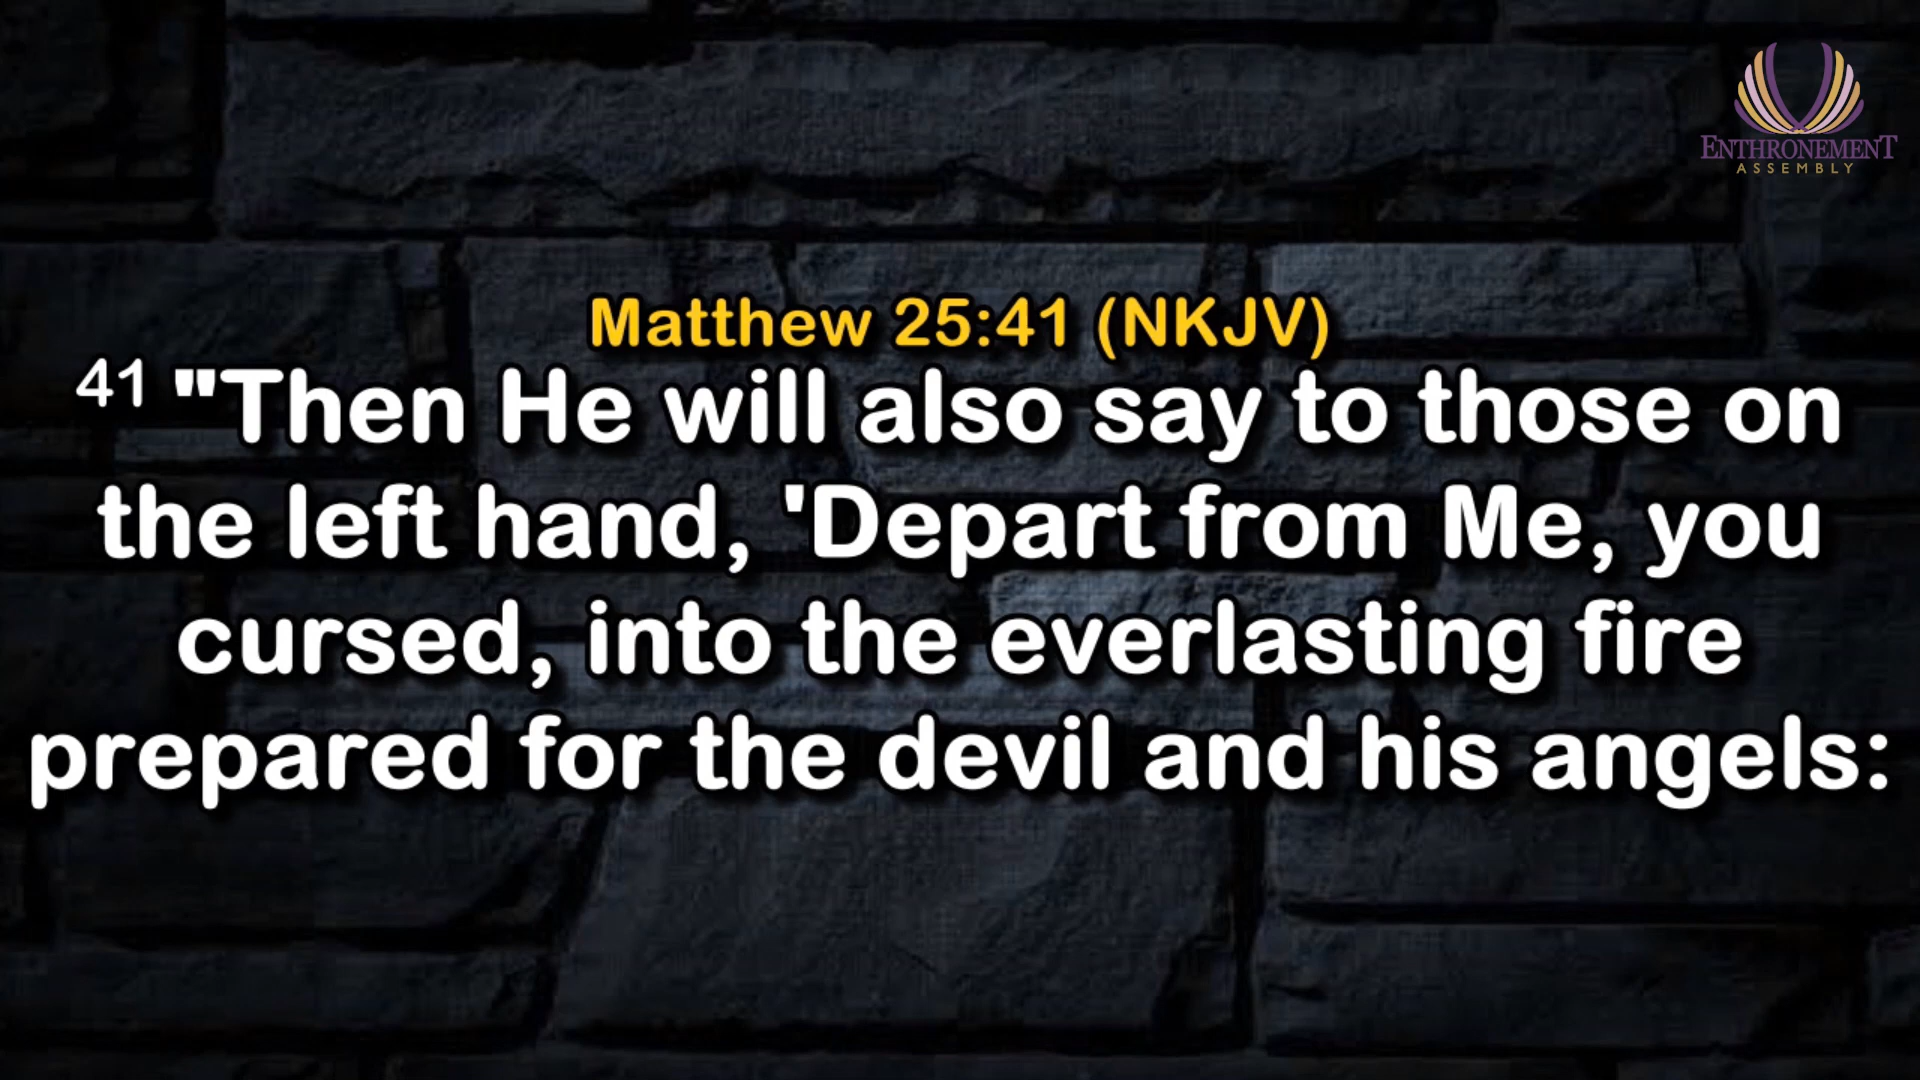 ENTHRONEMENT
ASSEMBLY
Matthew 25:41 (NKJV)
41 "Then He will also say to those on
the left hand, 'Depart from Me, you
cursed, into the everlasting fire
prepared for the devil and his angels: